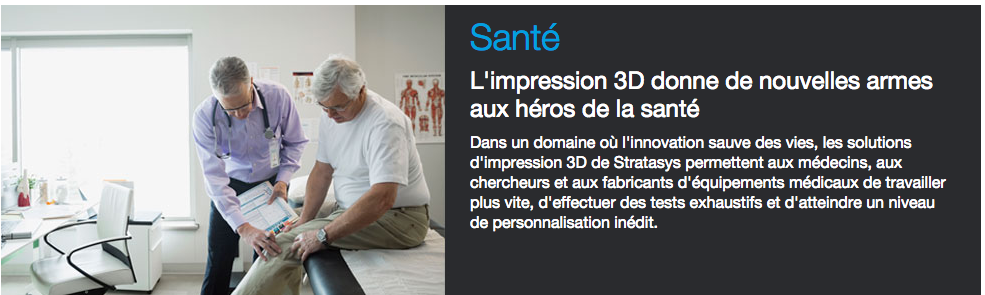 Santé
L'impression 3D donne de nouvelles armes
aux héros de la santé
Dans un domaine où l'innovation sauve des vies, les solutions
d'impression 3D de Stratasys permettent aux médecins, aux
chercheurs et aux fabricants d'équipements médicaux de travailler
plus vite, d'effectuer des tests exhaustifs et d'atteindre un niveau
de personnalisation inédit.